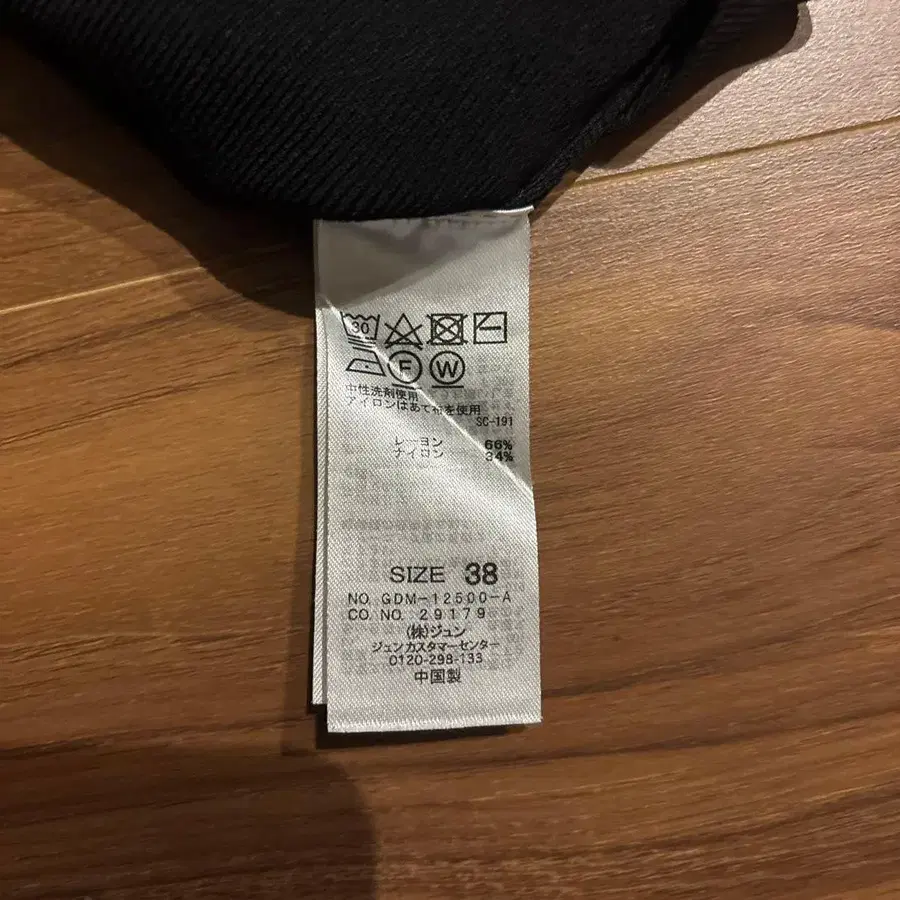 30
F W
中性洗剤使用
アイロンはあて布を使用
SC-191
レーヨン 66%
ナイロン 34%
SIZE 38
NO. GDM-12500-A
CO. NO. 29179
(株)ジュン
ジュンカスタマーセンター
0120-298-133
中国製